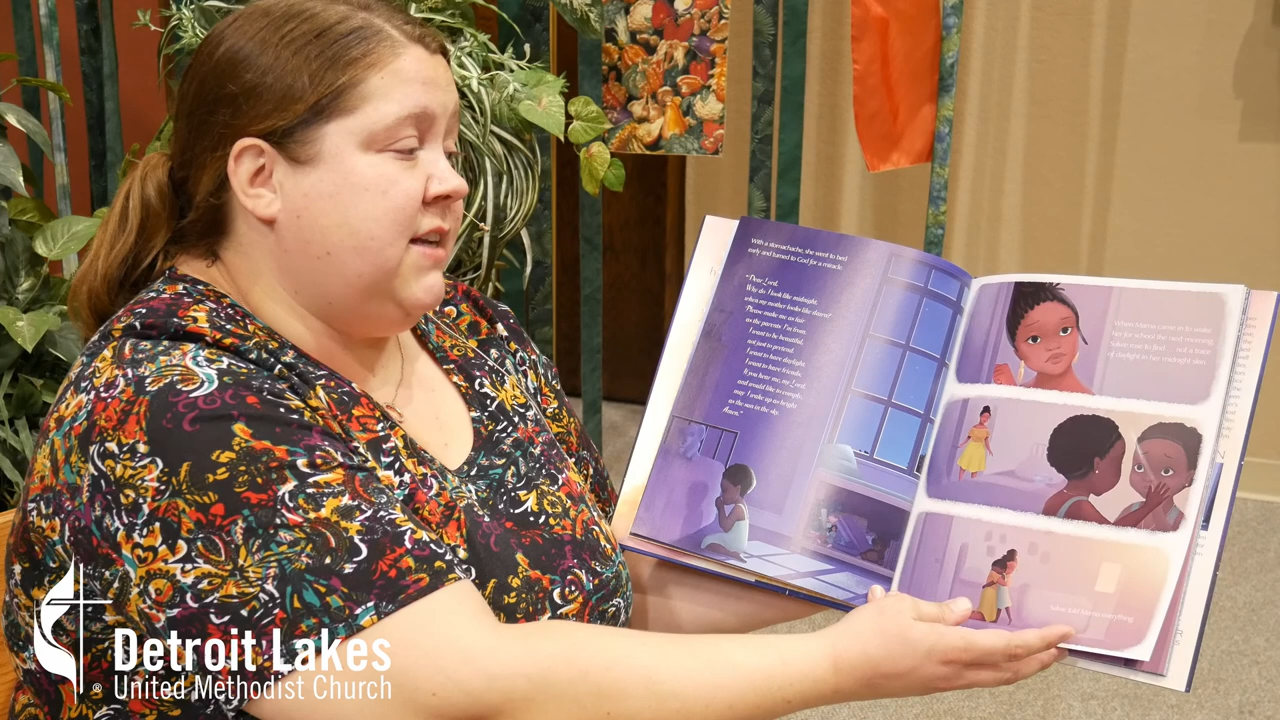 With a stomachache, she went to bed
early and turned to God for a miracle:
"Dear Lord,
Why do I look like midnight,
when my mother looks like dawn?
Please make me as fair
as the parents I'm from.
I want to be beautiful,
not just to pretend.
I want to have daylight.
I want to have friends.
If you hear me, my Lord,
and would like to comply,
may I wake up as bright
as the sun in the sky.
Amen."
When Mama came in to wake
her for school the next morning,
Sulwe rose to find . . . not a trace
of daylight in her midnight skin.
Sulwe told Mama everything.
Detroit Lakes
® United Methodist Church